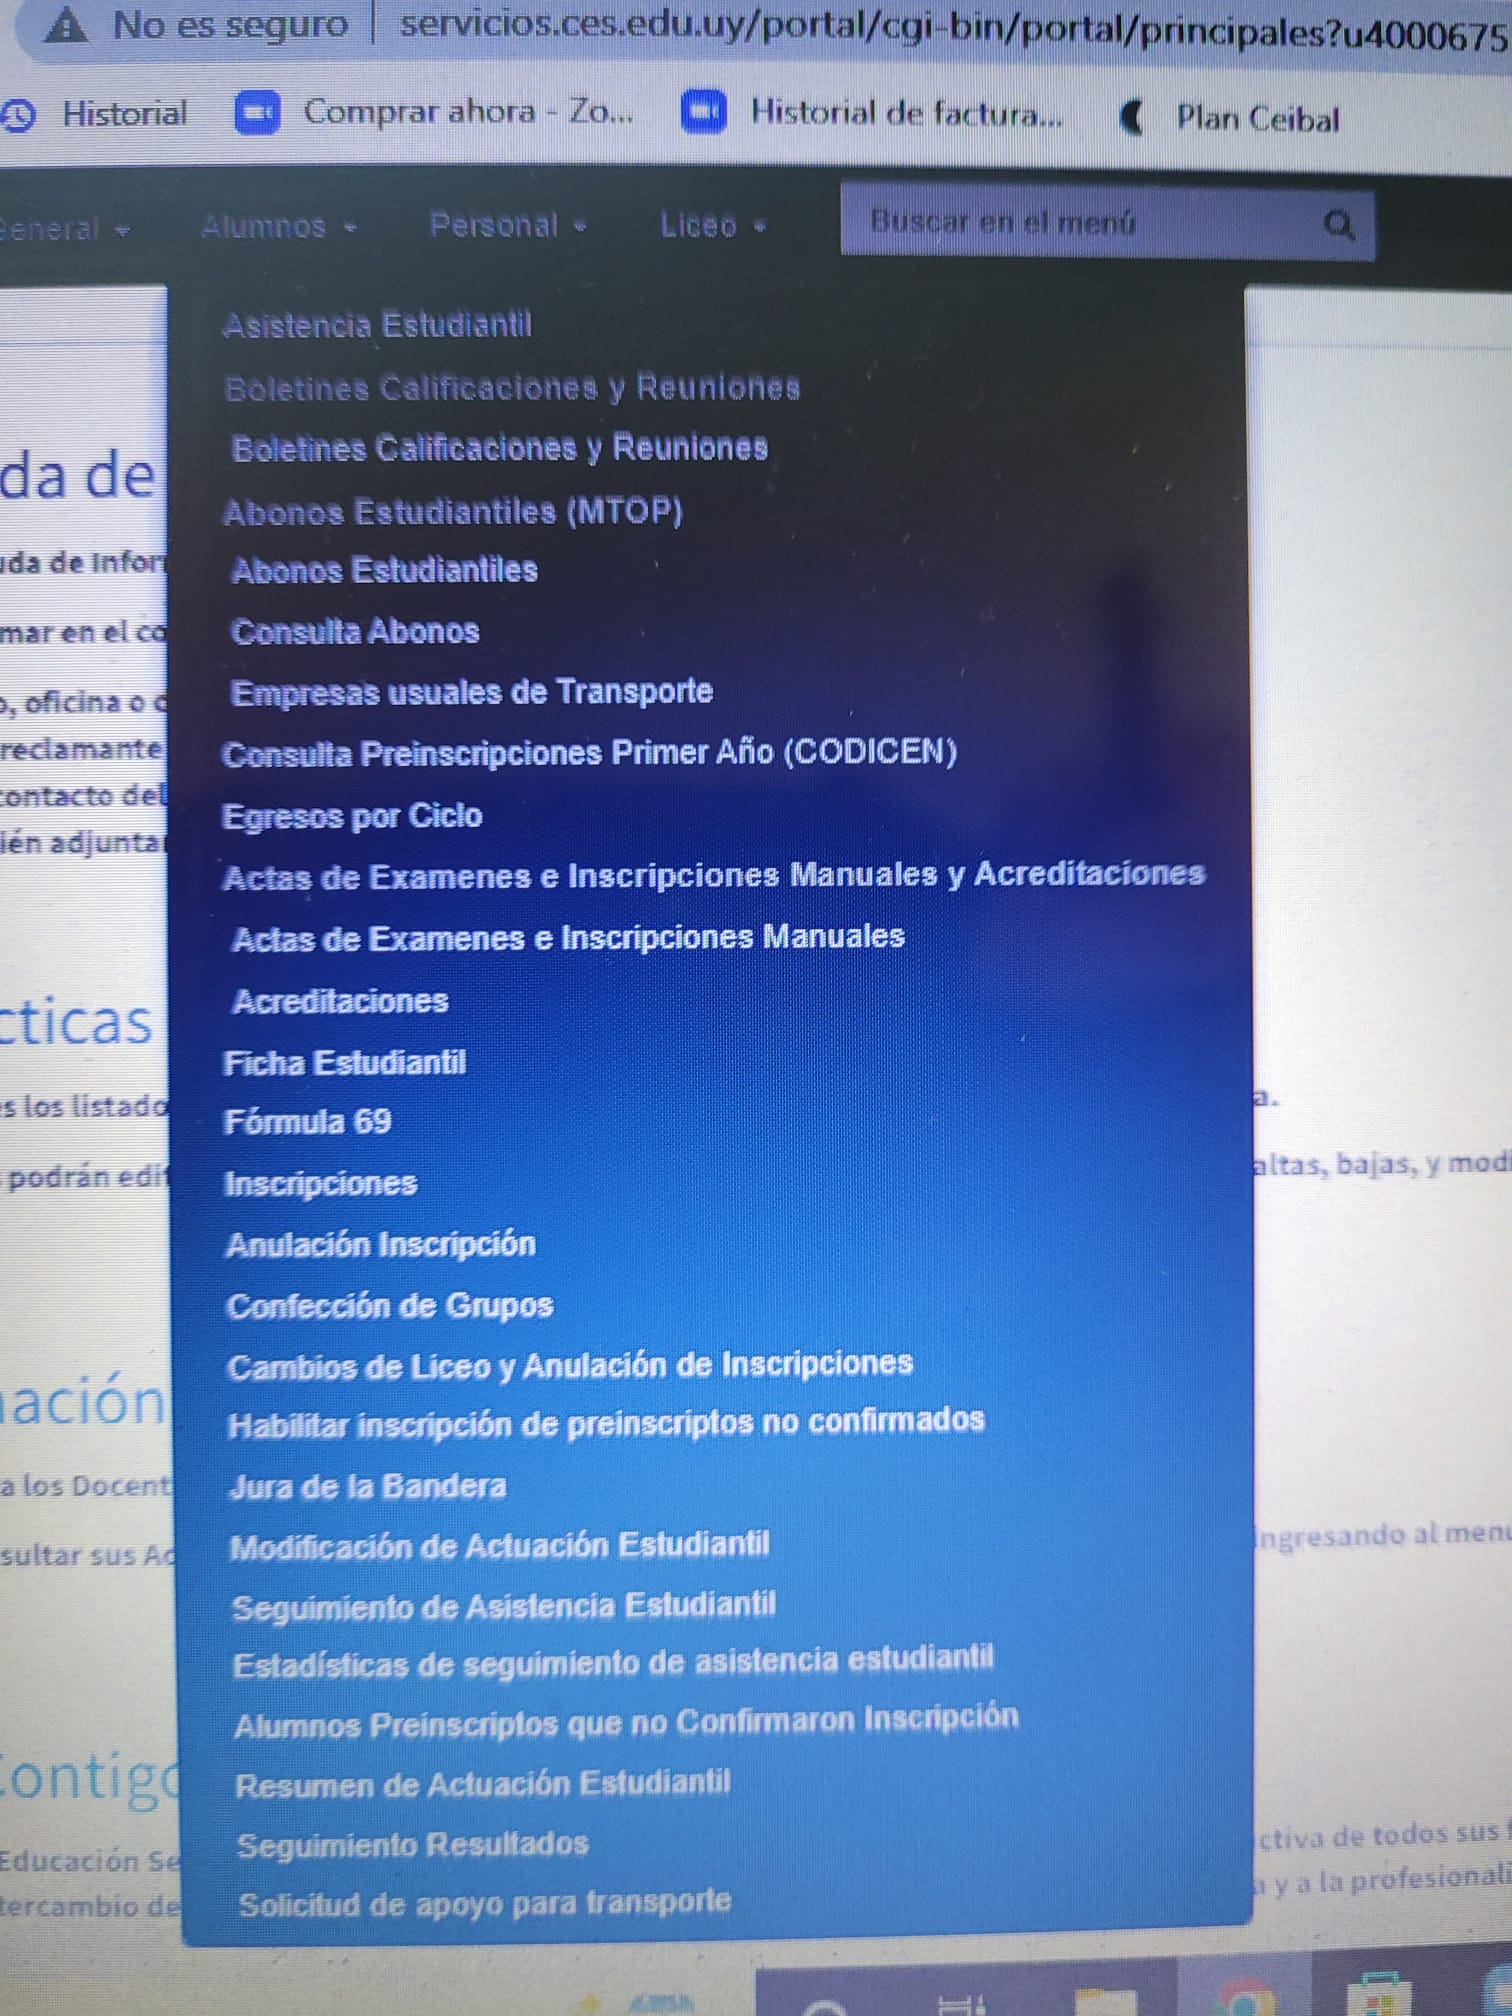 No es seguro | servicios.ces.edu.uy/portal/cgi-bin/portal/principales?u4000675
Historial Comprar ahora - Zo... Historial de factura... Plan Ceibal
General Alumnos Personal Liceo Buscar en el menú
Asistencia Estudiantil
Boletines Calificaciones y Reuniones
Boletines Calificaciones y Reuniones
da de
Abonos Estudiantiles (MTOP)
uda de Infor
Abonos Estudiantiles
mar en el co
Consulta Abonos
o, oficina o
Empresas usuales de Transporte
reclamante
Consulta Preinscripciones Primer Año (CODICEN)
contacto del
Egresos por Ciclo
ién adjunta
Actas de Examenes e Inscripciones Manuales y Acreditaciones
Actas de Examenes e Inscripciones Manuales
cticas
Acreditaciones
Ficha Estudiantil
s los listado
a.
Fórmula 69
podrán edit
altas, bajas, y modi
Inscripciones
Anulación Inscripción
Confección de Grupos
Cambios de Liceo y Anulación de Inscripciones
nación
Habilitar inscripción de preinscriptos no confirmados
a los Docent
Jura de la Bandera
sultar sus Ac
ingresando al menú
Modificación de Actuación Estudiantil
Seguimiento de Asistencia Estudiantil
Estadísticas de seguimiento de asistencia estudiantil
Alumnos Preinscriptos que no Confirmaron Inscripción
Contigo
Resumen de Actuación Estudiantil
Educación Se
ctiva de todos sus f
Seguimiento Resultados
tercambio de
a y a la profesionali
Solicitud de apoyo para transporte